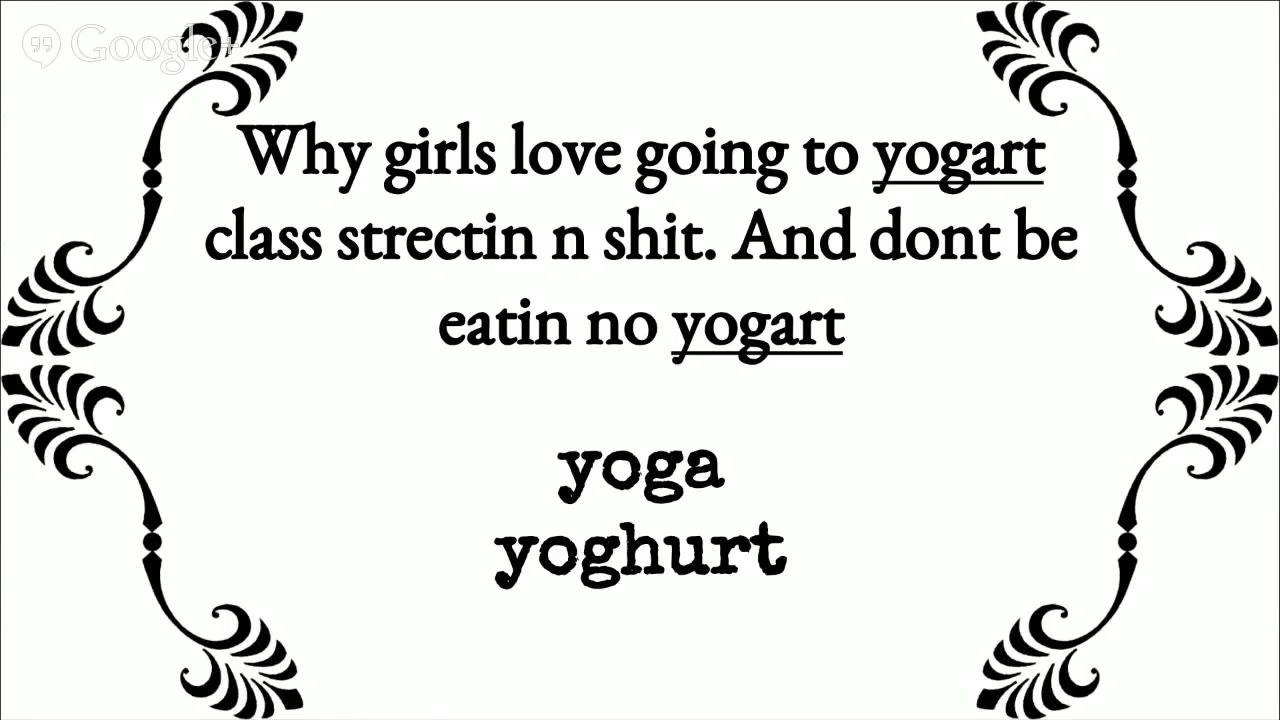 Google+
Why girls love going to yogart
class strectin n shit. And dont be
eatin no yogart
yoga
yoghurt